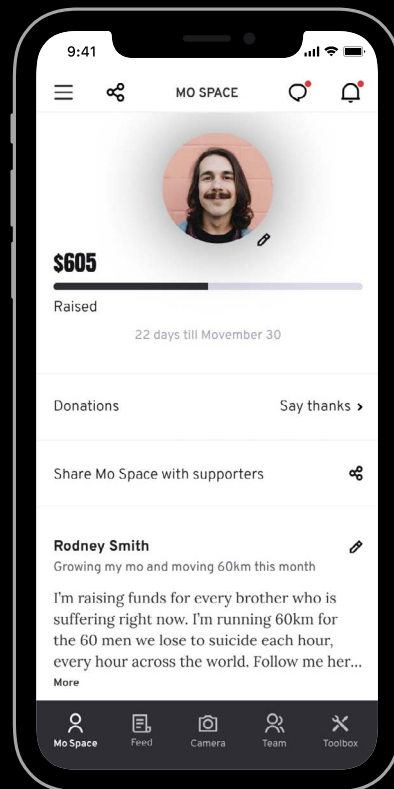 9:41
MO SPACE
$605
Raised
22 days till Movember 30
Donations
Say thanks
Share Mo Space with supporters
Rodney Smith
Growing my mo and moving 60km this month
I'm raising funds for every brother who is
suffering right now. I'm running 60km for
the 60 men we lose to suicide each hour,
every hour across the world. Follow me her...
More
Mo Space
Feed
Camera
Team
Toolbox